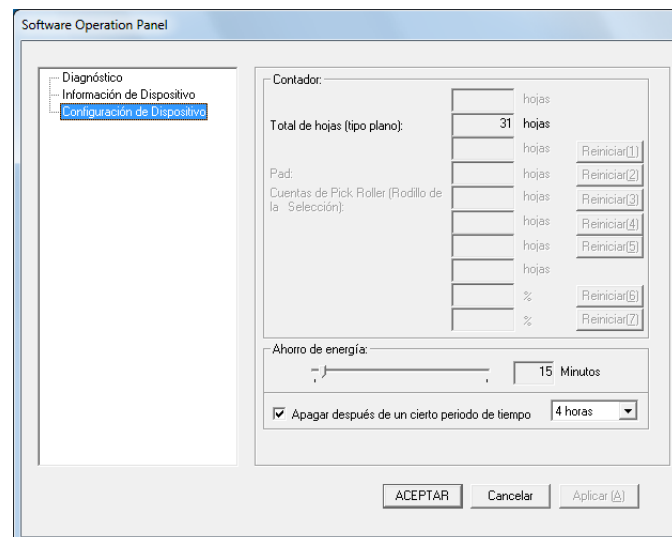 Software Operation Panel
Diagnóstico
Información de Dispositivo
Configuración de Dispositivo
Contador:
hojas
Total de hojas (tipo plano): 31 hojas
hojas Reiniciar(1)
Pad: hojas Reiniciar(2)
Cuentas de Pick Roller (Rodillo de
la Selección):
hojas Reiniciar(3)
hojas Reiniciar(4)
hojas Reiniciar(5)
hojas
% Reiniciar(6)
% Reiniciar(7)
Ahorro de energía:
15 Minutos
Apagar después de un cierto periodo de tiempo 4 horas
ACEPTAR Cancelar Aplicar (A)